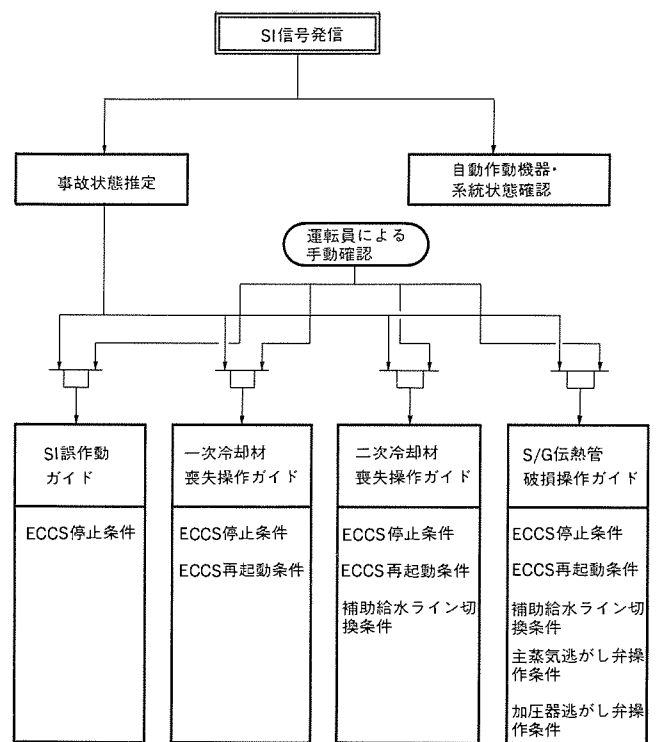 SI信号発信
事故状態推定
自動作動機器・
系統状態確認
運転員による
手動確認
SI誤作動
ガイド
ECCS停止条件
一次冷却材
喪失操作ガイド
ECCS停止条件
ECCS再起動条件
二次冷却材
喪失操作ガイド
ECCS停止条件
ECCS再起動条件
補助給水ライン切
換条件
S/G伝熱管
破損操作ガイド
ECCS停止条件
ECCS再起動条件
補助給水ライン切
換条件
主蒸気逃がし弁操
作条件
加圧器逃がし弁操
作条件